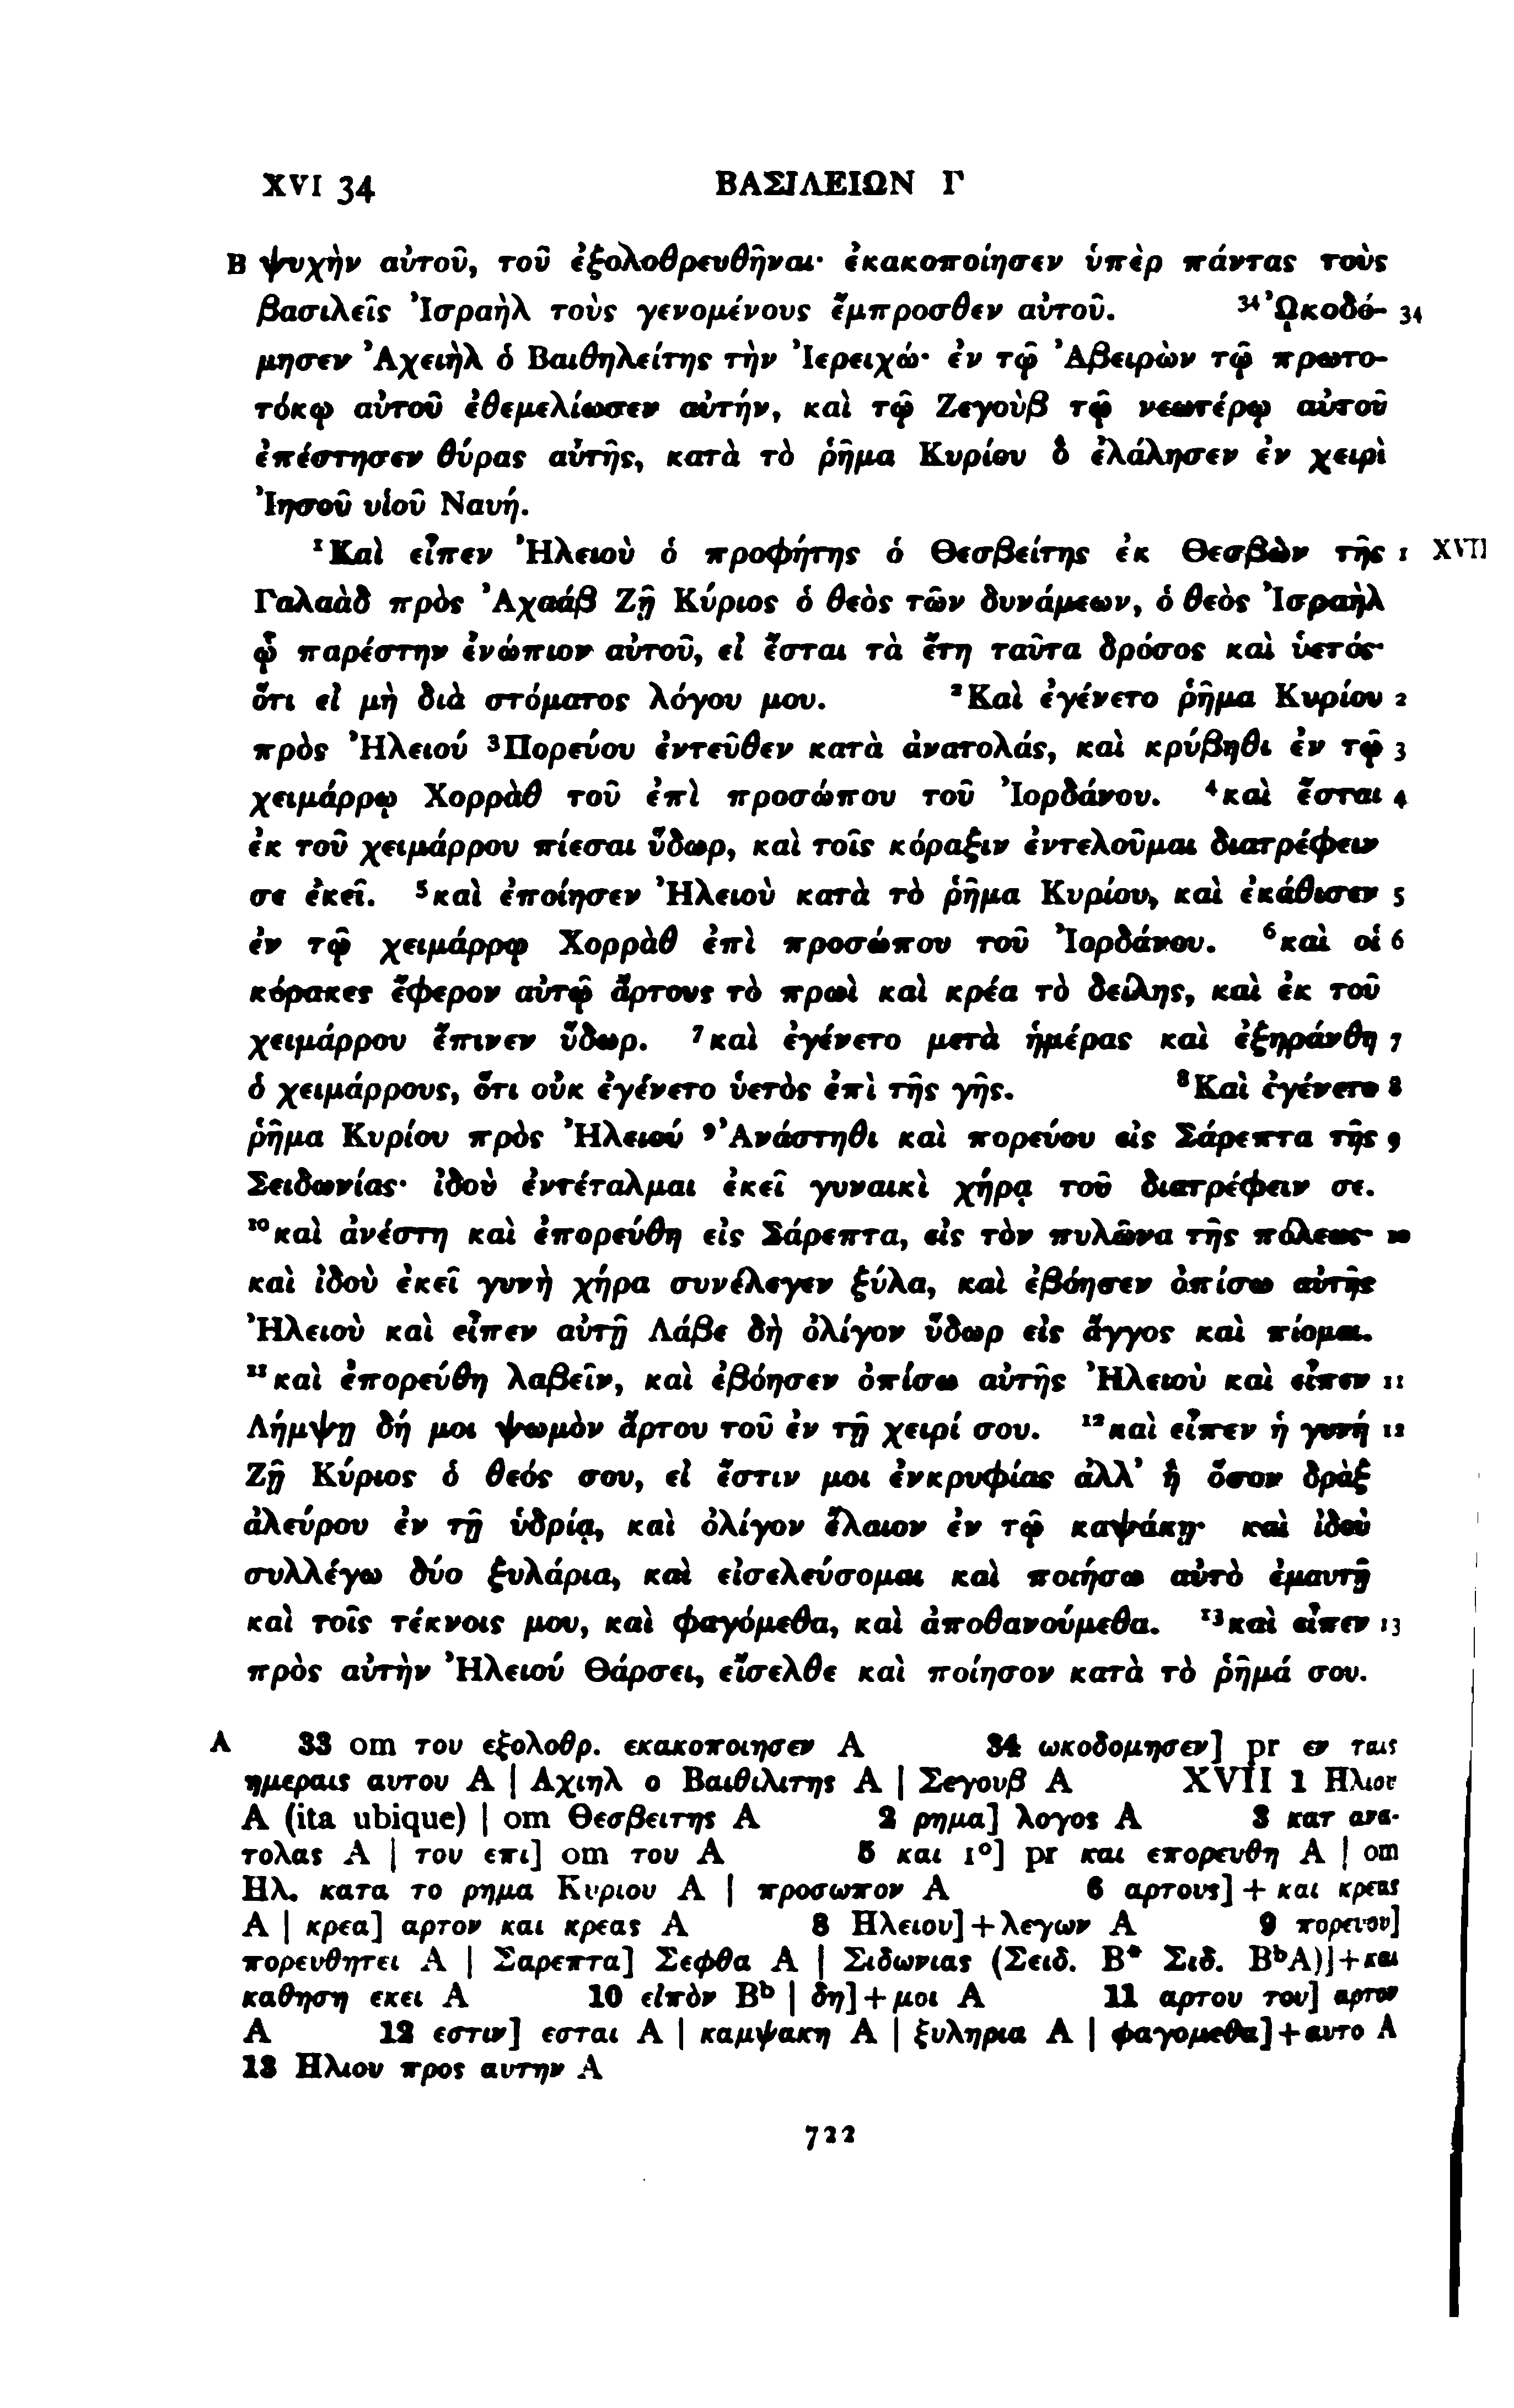 XVI 34 ΒΑΣΙΛΕΙΩΝ Γ
B ψυχὴν αὐτοῦ, τοῦ ἐξολοθρευθῆναι· ἐκακοποίησεν ὑπὲρ πάντας τοὺς
βασιλεῖς Ἰσραὴλ τοὺς γενομένους ἔμπροσθεν αὐτοῦ. ³⁴ᾨκοδό- 34
μησεν Ἀχειὴλ ὁ Βαιθηλείτης τὴν Ἰερειχώ· ἐν τῷ Ἀβειρὼν τῷ πρωτο-
τόκῳ αὐτοῦ ἐθεμελίωσεν αὐτήν, καὶ τῷ Ζεγοὺβ τῷ νεωτέρῳ αὐτοῦ
ἐπέστησεν θύρας αὐτῆς, κατὰ τὸ ῥῆμα Κυρίου ὃ ἐλάλησεν ἐν χειρὶ
Ἰησοῦ υἱοῦ Ναυή.
¹Καὶ εἶπεν Ἠλειοὺ ὁ προφήτης ὁ Θεσβείτης ἐκ Θεσβὼν τῆς 1 XVII
Γαλαὰδ πρὸς Ἀχαάβ Ζῇ Κύριος ὁ θεὸς τῶν δυνάμεων, ὁ θεὸς Ἰσραὴλ
ᾧ παρέστην ἐνώπιον αὐτοῦ, εἰ ἔσται τὰ ἔτη ταῦτα δρόσος καὶ ὑετός·
ὅτι εἰ μὴ διὰ στόματος λόγου μου. ²Καὶ ἐγένετο ῥῆμα Κυρίου 2
πρὸς Ἠλειού ³Πορεύου ἐντεῦθεν κατὰ ἀνατολάς, καὶ κρύβηθι ἐν τῷ 3
χειμάρρῳ Χορρὰθ τοῦ ἐπὶ προσώπου τοῦ Ἰορδάνου. ⁴καὶ ἔσται 4
ἐκ τοῦ χειμάρρου πίεσαι ὕδωρ, καὶ τοῖς κόραξιν ἐντελοῦμαι διατρέφειν
σε ἐκεῖ. ⁵καὶ ἐποίησεν Ἠλειοὺ κατὰ τὸ ῥῆμα Κυρίου, καὶ ἐκάθισεν 5
ἐν τῷ χειμάρρῳ Χορρὰθ ἐπὶ προσώπου τοῦ Ἰορδάνου. ⁶καὶ οἱ 6
κόρακες ἔφερον αὐτῷ ἄρτους τὸ πρωὶ καὶ κρέα τὸ δείλης, καὶ ἐκ τοῦ
χειμάρρου ἔπινεν ὕδωρ. ⁷καὶ ἐγένετο μετὰ ἡμέρας καὶ ἐξηράνθη 7
ὁ χειμάρρους, ὅτι οὐκ ἐγένετο ὑετὸς ἐπὶ τῆς γῆς. ⁸Καὶ ἐγένετο 8
ῥῆμα Κυρίου πρὸς Ἠλειού ⁹Ἀνάστηθι καὶ πορεύου εἰς Σάρεπτα τῆς 9
Σειδωνίας· ἰδοὺ ἐντέταλμαι ἐκεῖ γυναικὶ χήρᾳ τοῦ διατρέφειν σε.
¹⁰καὶ ἀνέστη καὶ ἐπορεύθη εἰς Σάρεπτα, εἰς τὸν πυλῶνα τῆς πόλεως· 10
καὶ ἰδοὺ ἐκεῖ γυνὴ χήρα συνέλεγεν ξύλα, καὶ ἐβόησεν ὀπίσω αὐτῆς
Ἠλειοὺ καὶ εἶπεν αὐτῇ Λάβε δὴ ὀλίγον ὕδωρ εἰς ἄγγος καὶ πίομαι.
¹¹καὶ ἐπορεύθη λαβεῖν, καὶ ἐβόησεν ὀπίσω αὐτῆς Ἠλειοὺ καὶ εἶπεν 11
Λήμψῃ δή μοι ψωμὸν ἄρτου τοῦ ἐν τῇ χειρί σου. ¹²καὶ εἶπεν ἡ γυνή 12
Ζῇ Κύριος ὁ θεός σου, εἰ ἔστιν μοι ἐνκρυφίας ἀλλ’ ἢ ὅσον δρὰξ
ἀλεύρου ἐν τῇ ὑδρίᾳ, καὶ ὀλίγον ἔλαιον ἐν τῷ καψάκῃ· καὶ ἰδοὺ
συλλέγω δύο ξυλάρια, καὶ εἰσελεύσομαι καὶ ποιήσω αὐτὸ ἐμαυτῇ
καὶ τοῖς τέκνοις μου, καὶ φαγόμεθα, καὶ ἀποθανούμεθα. ¹³καὶ εἶπεν 13
πρὸς αὐτὴν Ἠλειού Θάρσει, εἴσελθε καὶ ποίησον κατὰ τὸ ῥῆμά σου.
A 33 om του εξολοθρ. εκακοποιησεν A 34 ωκοδομησεν] pr εν ταις
ημεραις αυτου A | Αχιηλ ο Βαιθιλιτης A | Σεγουβ A XVII 1 Ηλιου
A (ita ubique) | om Θεσβειτης A 2 ρημα] λογος A 3 κατ ανα-
τολας A | του επι] om του A 5 και 1°] pr και επορευθη A | om
Ηλ. κατα το ρημα Κυριου A | προσωπον A 6 αρτους] + και κρεας
A | κρεα] αρτον και κρεας A 8 Ηλειου] + λεγων A 9 πορευου]
πορευθητει A | Σαρεπτα] Σεφθα A | Σιδωνιας (Σειδ. B* Σιδ. BᵇA)] + και
καθηση εκει A 10 εἰπὸν Bᵇ | δη] + μοι A 11 αρτου του] αρτον
A 12 εστιν] εσται A | καμψακη A | ξυληρια A | φαγομεθα] + αυτο A
13 Ηλιου προς αυτην A
722